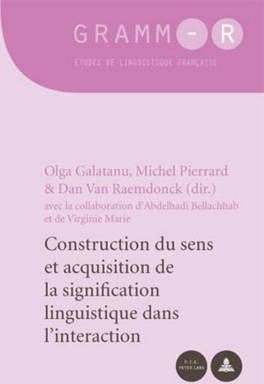 GRAMM-R
ÉTUDES DE LINGUISTIQUE FRANÇAISE
Olga Galatanu, Michel Pierrard
& Dan Van Raemdonck (dir.)
avec la collaboration d'Abdelhadi Bellachhab
et de Virginie Marie
Construction du sens
et acquisition de
la signification
linguistique dans
l'interaction
P.I.E.
PETER LANG